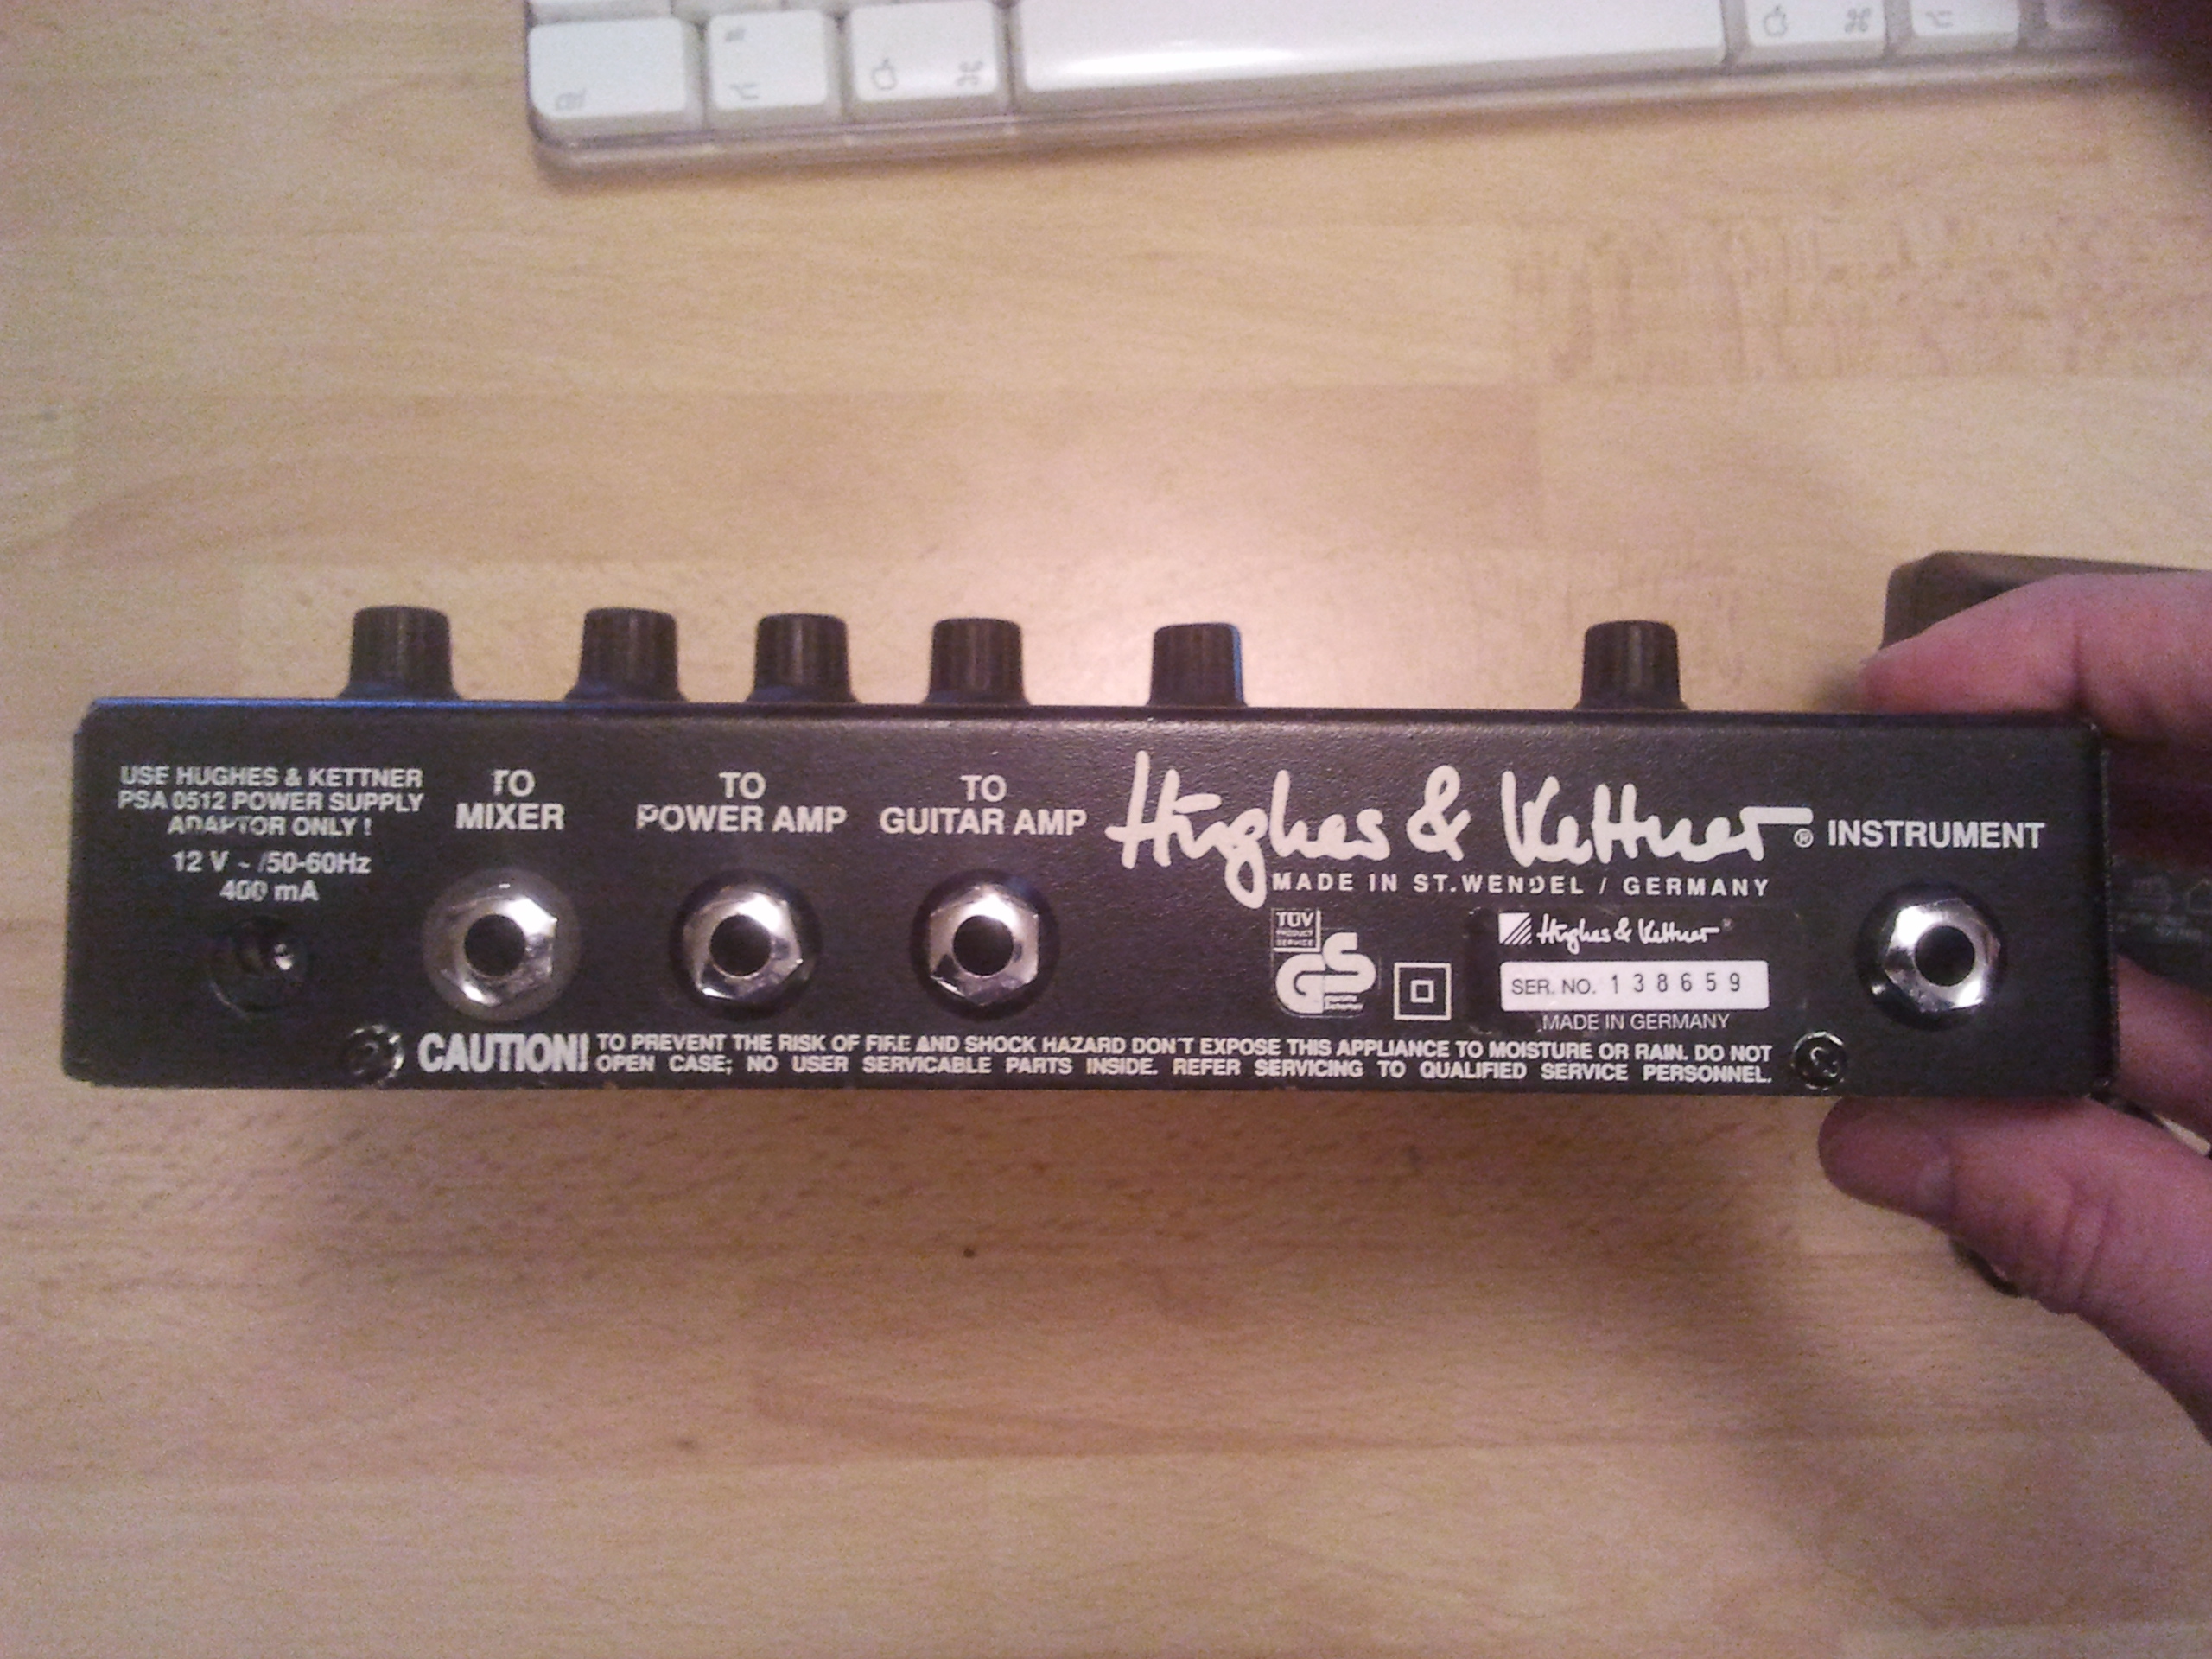 ctrl
alt
⌥
⌘
⌘
⌥
USE HUGHES & KETTNER
PSA 0512 POWER SUPPLY
ADAPTOR ONLY !
12 V ~ /50-60Hz
400 mA
TO
MIXER
TO
POWER AMP
TO
GUITAR AMP
Hughes & Kettner®
MADE IN ST.WENDEL / GERMANY
INSTRUMENT
TÜV
PRODUCT
SERVICE
GS
Hughes & Kettner®
SER. NO. 138659
MADE IN GERMANY
CAUTION! TO PREVENT THE RISK OF FIRE AND SHOCK HAZARD DON'T EXPOSE THIS APPLIANCE TO MOISTURE OR RAIN. DO NOT
OPEN CASE; NO USER SERVICABLE PARTS INSIDE. REFER SERVICING TO QUALIFIED SERVICE PERSONNEL.